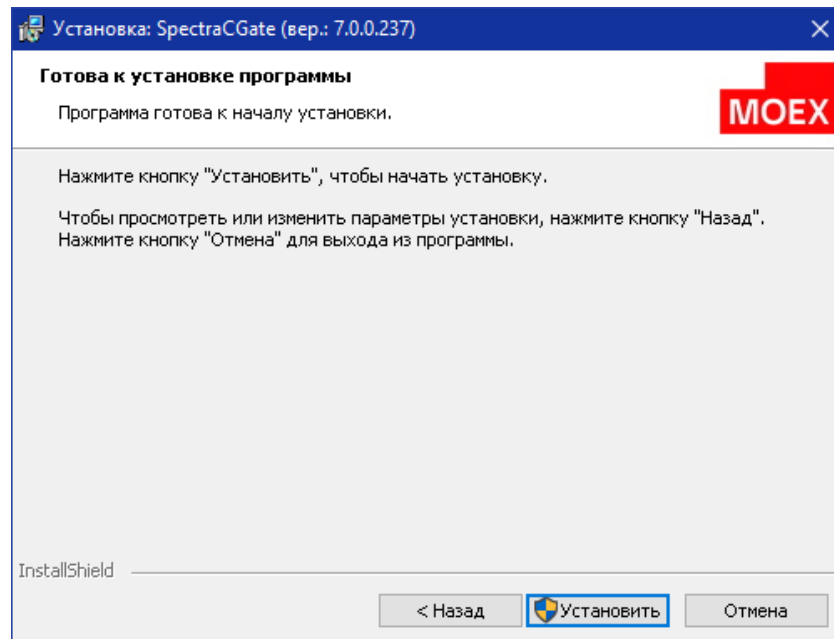 Установка: SpectraCGate (вер.: 7.0.0.237)
Готова к установке программы
Программа готова к началу установки.
MOEX
Нажмите кнопку "Установить", чтобы начать установку.
Чтобы просмотреть или изменить параметры установки, нажмите кнопку "Назад".
Нажмите кнопку "Отмена" для выхода из программы.
InstallShield
< Назад
Установить
Отмена